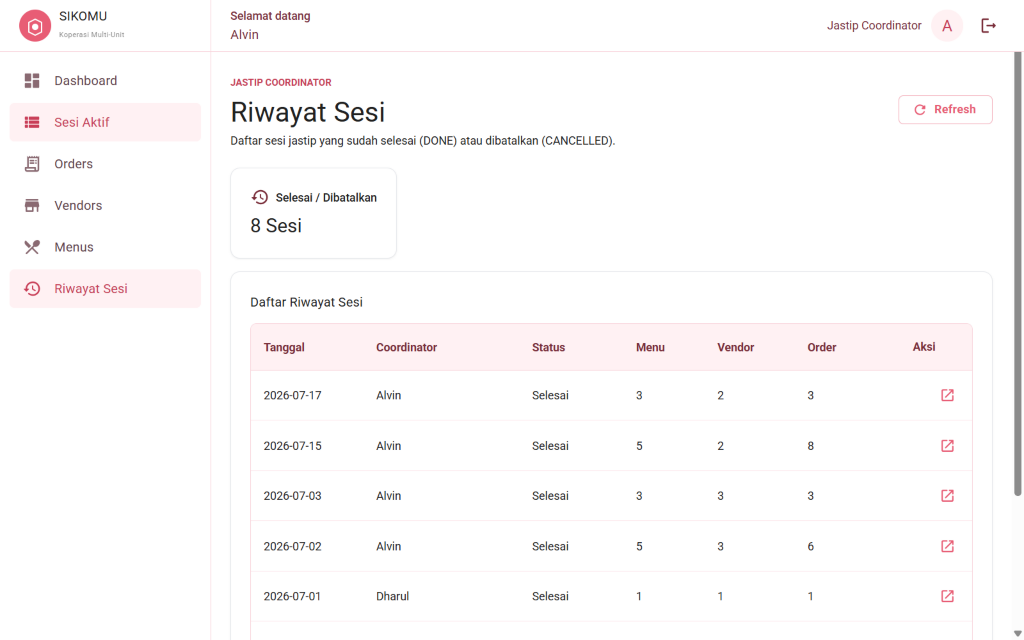 SIKOMU
Koperasi Multi-Unit
Selamat datang
Alvin
Jastip Coordinator
A
Dashboard
Sesi Aktif
Orders
Vendors
Menus
Riwayat Sesi
JASTIP COORDINATOR
Riwayat Sesi
Daftar sesi jastip yang sudah selesai (DONE) atau dibatalkan (CANCELLED).
Refresh
Selesai / Dibatalkan
8 Sesi
Daftar Riwayat Sesi
Tanggal Coordinator Status Menu Vendor Order Aksi
2026-07-17 Alvin Selesai 3 2 3
2026-07-15 Alvin Selesai 5 2 8
2026-07-03 Alvin Selesai 3 3 3
2026-07-02 Alvin Selesai 5 3 6
2026-07-01 Dharul Selesai 1 1 1